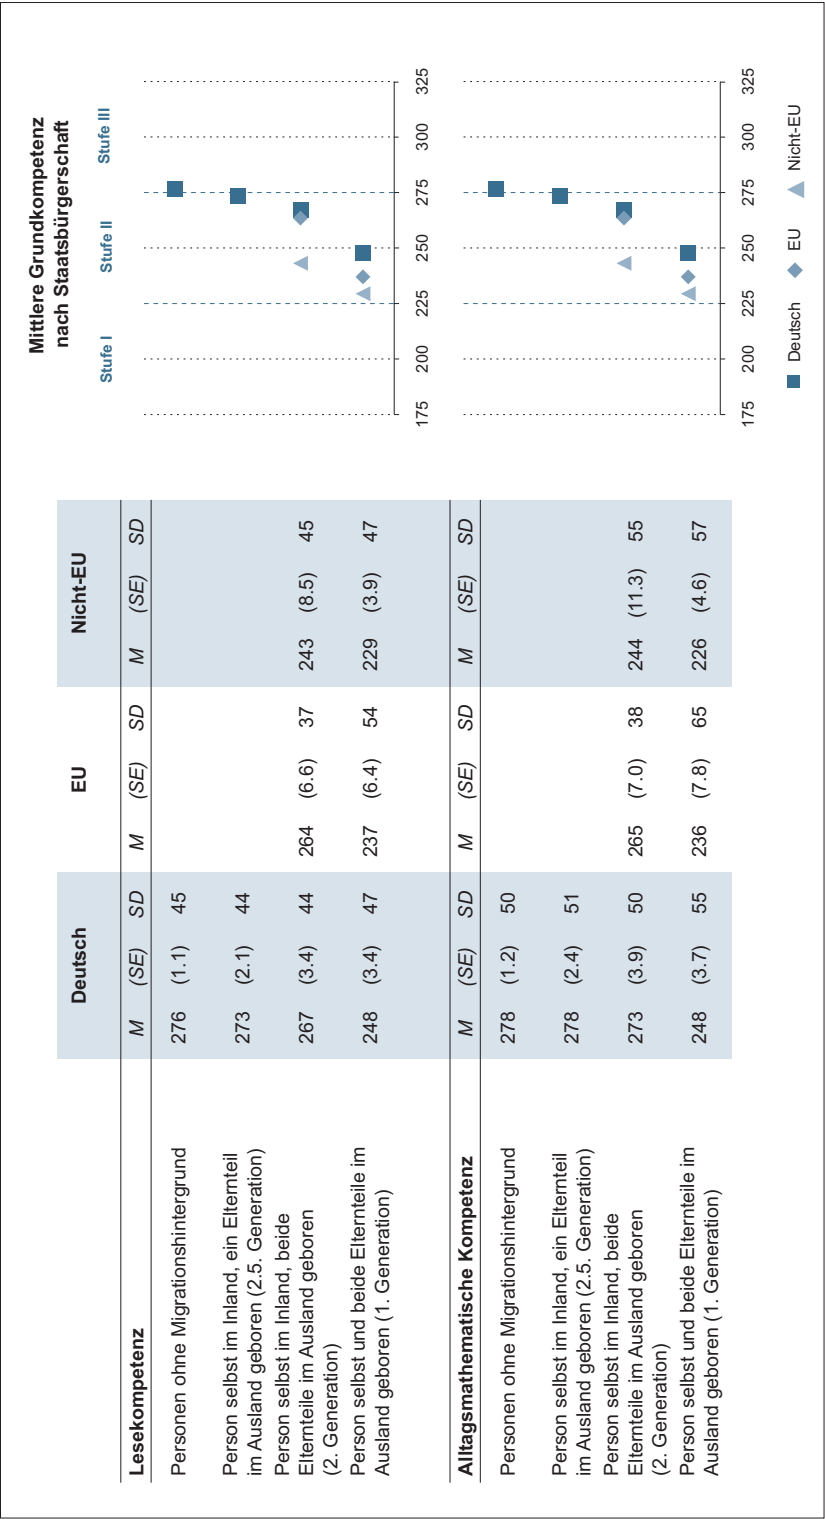 Mittlere Grundkompetenz
nach Staatsbürgerschaft
Deutsch EU Nicht-EU
Lesekompetenz M (SE) SD M (SE) SD M (SE) SD Stufe I Stufe II Stufe III
Personen ohne Migrationshintergrund 276 (1.1) 45
Person selbst im Inland, ein Elternteil
im Ausland geboren (2.5. Generation) 273 (2.1) 44
Person selbst im Inland, beide
Elternteile im Ausland geboren 267 (3.4) 44 264 (6.6) 37 243 (8.5) 45
(2. Generation)
Person selbst und beide Elternteile im
Ausland geboren (1. Generation) 248 (3.4) 47 237 (6.4) 54 229 (3.9) 47
175 200 225 250 275 300 325
Alltagsmathematische Kompetenz M (SE) SD M (SE) SD M (SE) SD
Personen ohne Migrationshintergrund 278 (1.2) 50
Person selbst im Inland, ein Elternteil
im Ausland geboren (2.5. Generation) 278 (2.4) 51
Person selbst im Inland, beide
Elternteile im Ausland geboren 273 (3.9) 50 265 (7.0) 38 244 (11.3) 55
(2. Generation)
Person selbst und beide Elternteile im
Ausland geboren (1. Generation) 248 (3.7) 55 236 (7.8) 65 226 (4.6) 57
175 200 225 250 275 300 325
Deutsch EU Nicht-EU